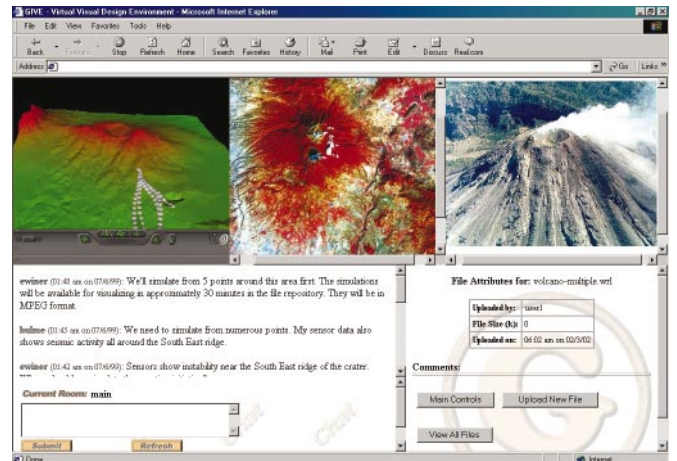 GIVE - Virtual Visual Design Environment - Microsoft Internet Explorer
File Edit View Favorites Tools Help
Back Forward Stop Refresh Home Search Favorites History Mail Print Edit Discuss Real.com
Address Go Links »
ewiner (01:48 am on 07/6/99): We'll simulate from 5 points around this area first. The simulations
will be available for visualizing in approximately 30 minutes in the file repository. They will be in
MPEG format.
hulme (01:45 am on 07/6/99): We need to simulate from numerous points. My sensor data also
shows seismic activity all around the South East ridge.
ewiner (01:42 am on 07/6/99): Sensors show instability near the South East ridge of the crater.
Current Room: main
Submit Refresh
Chat
Chat
File Attributes for: volcano-multiple.wrl
Uploaded by: user1
File Size (k): 0
Uploaded on: 06:02 am on 02/3/02
Comments:
Main Controls Upload New File
View All Files
Done Internet